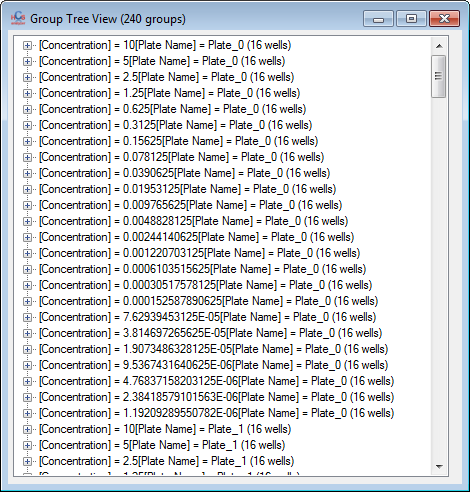 Group Tree View (240 groups)
[Concentration] = 10[Plate Name] = Plate_0 (16 wells)
[Concentration] = 5[Plate Name] = Plate_0 (16 wells)
[Concentration] = 2.5[Plate Name] = Plate_0 (16 wells)
[Concentration] = 1.25[Plate Name] = Plate_0 (16 wells)
[Concentration] = 0.625[Plate Name] = Plate_0 (16 wells)
[Concentration] = 0.3125[Plate Name] = Plate_0 (16 wells)
[Concentration] = 0.15625[Plate Name] = Plate_0 (16 wells)
[Concentration] = 0.078125[Plate Name] = Plate_0 (16 wells)
[Concentration] = 0.0390625[Plate Name] = Plate_0 (16 wells)
[Concentration] = 0.01953125[Plate Name] = Plate_0 (16 wells)
[Concentration] = 0.009765625[Plate Name] = Plate_0 (16 wells)
[Concentration] = 0.0048828125[Plate Name] = Plate_0 (16 wells)
[Concentration] = 0.00244140625[Plate Name] = Plate_0 (16 wells)
[Concentration] = 0.001220703125[Plate Name] = Plate_0 (16 wells)
[Concentration] = 0.0006103515625[Plate Name] = Plate_0 (16 wells)
[Concentration] = 0.00030517578125[Plate Name] = Plate_0 (16 wells)
[Concentration] = 0.000152587890625[Plate Name] = Plate_0 (16 wells)
[Concentration] = 7.62939453125E-05[Plate Name] = Plate_0 (16 wells)
[Concentration] = 3.814697265625E-05[Plate Name] = Plate_0 (16 wells)
[Concentration] = 1.9073486328125E-05[Plate Name] = Plate_0 (16 wells)
[Concentration] = 9.5367431640625E-06[Plate Name] = Plate_0 (16 wells)
[Concentration] = 4.76837158203125E-06[Plate Name] = Plate_0 (16 wells)
[Concentration] = 2.38418579101563E-06[Plate Name] = Plate_0 (16 wells)
[Concentration] = 1.19209289550782E-06[Plate Name] = Plate_0 (16 wells)
[Concentration] = 10[Plate Name] = Plate_1 (16 wells)
[Concentration] = 5[Plate Name] = Plate_1 (16 wells)
[Concentration] = 2.5[Plate Name] = Plate_1 (16 wells)